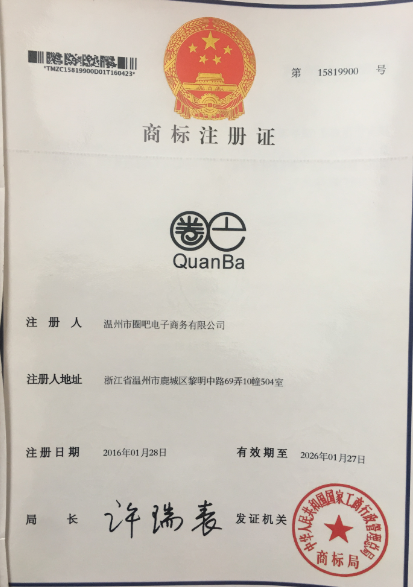 *TMZC15819900D01T160423*
第 15819900 号
商标注册证
圈吧
QuanBa
注 册 人 温州市圈吧电子商务有限公司
注册人地址 浙江省温州市鹿城区黎明中路69弄10幢504室
注册日期 2016年01月28日 有效期至 2026年01月27日
局 长 许瑞表 发证机关
中华人民共和国国家工商行政管理总局
商标局